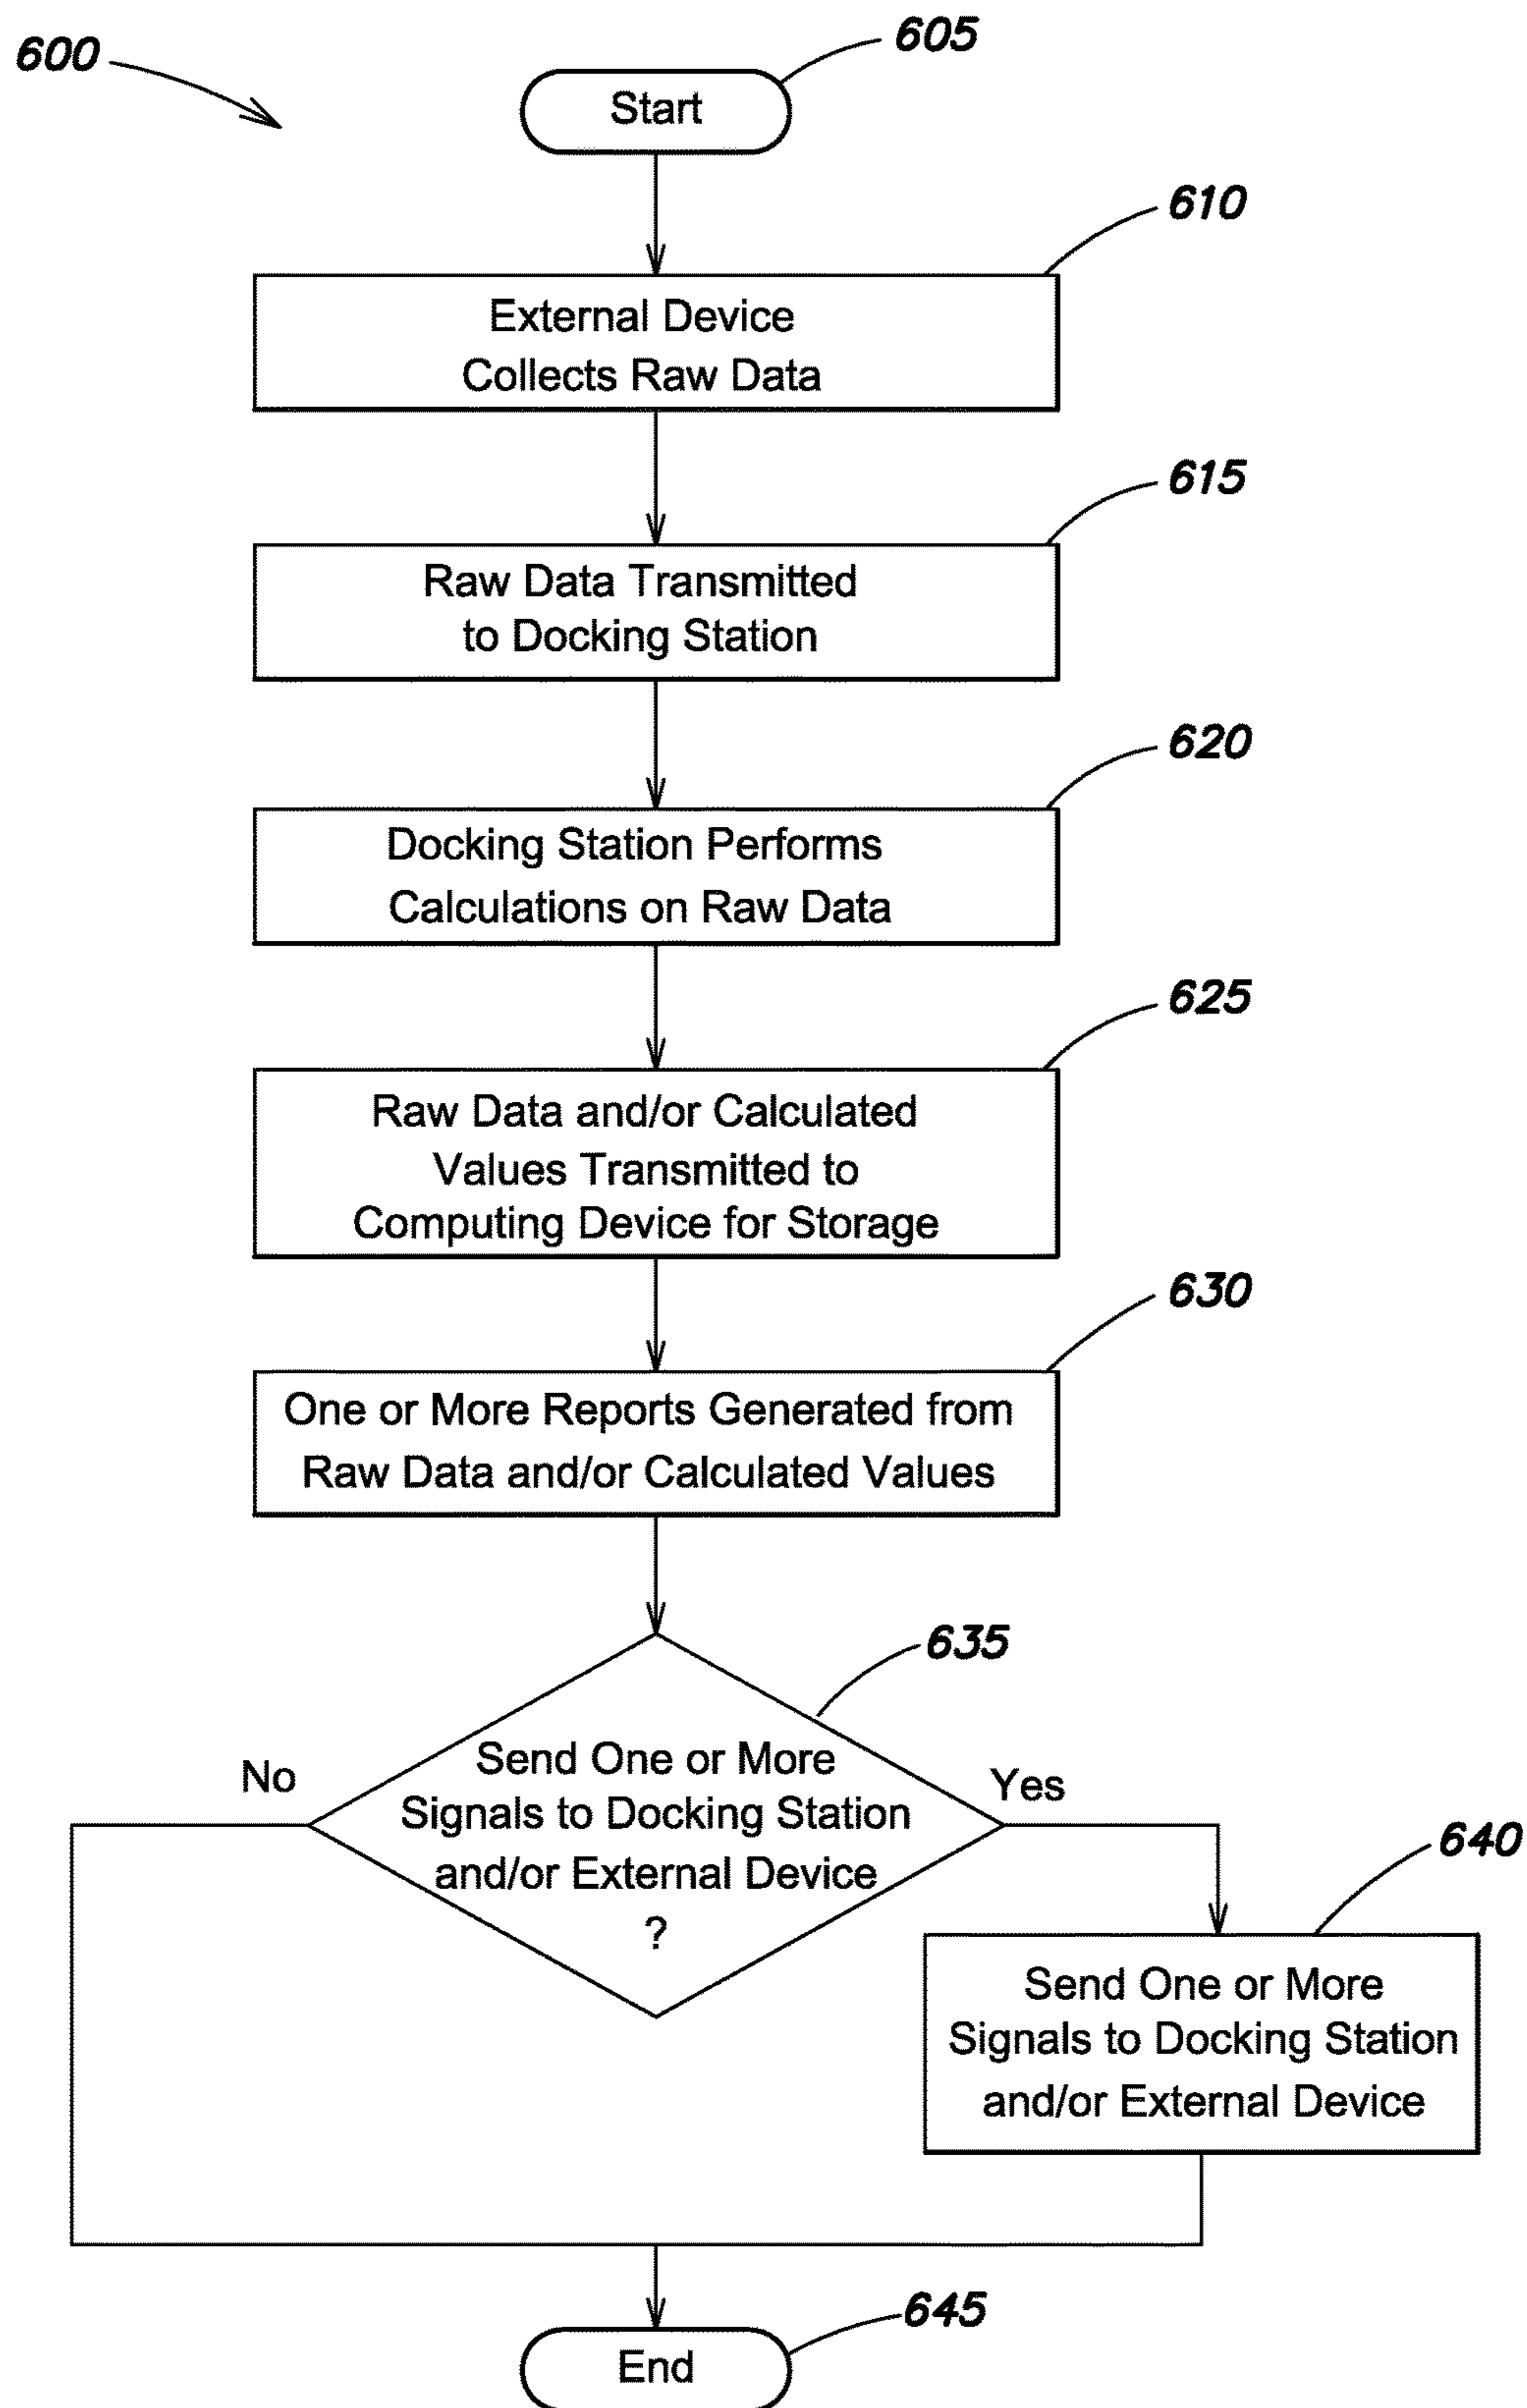 600
605
Start
610
External Device
Collects Raw Data
615
Raw Data Transmitted
to Docking Station
620
Docking Station Performs
Calculations on Raw Data
625
Raw Data and/or Calculated
Values Transmitted to
Computing Device for Storage
630
One or More Reports Generated from
Raw Data and/or Calculated Values
635
No
Send One or More
Signals to Docking Station
and/or External Device
?
Yes
640
Send One or More
Signals to Docking Station
and/or External Device
645
End